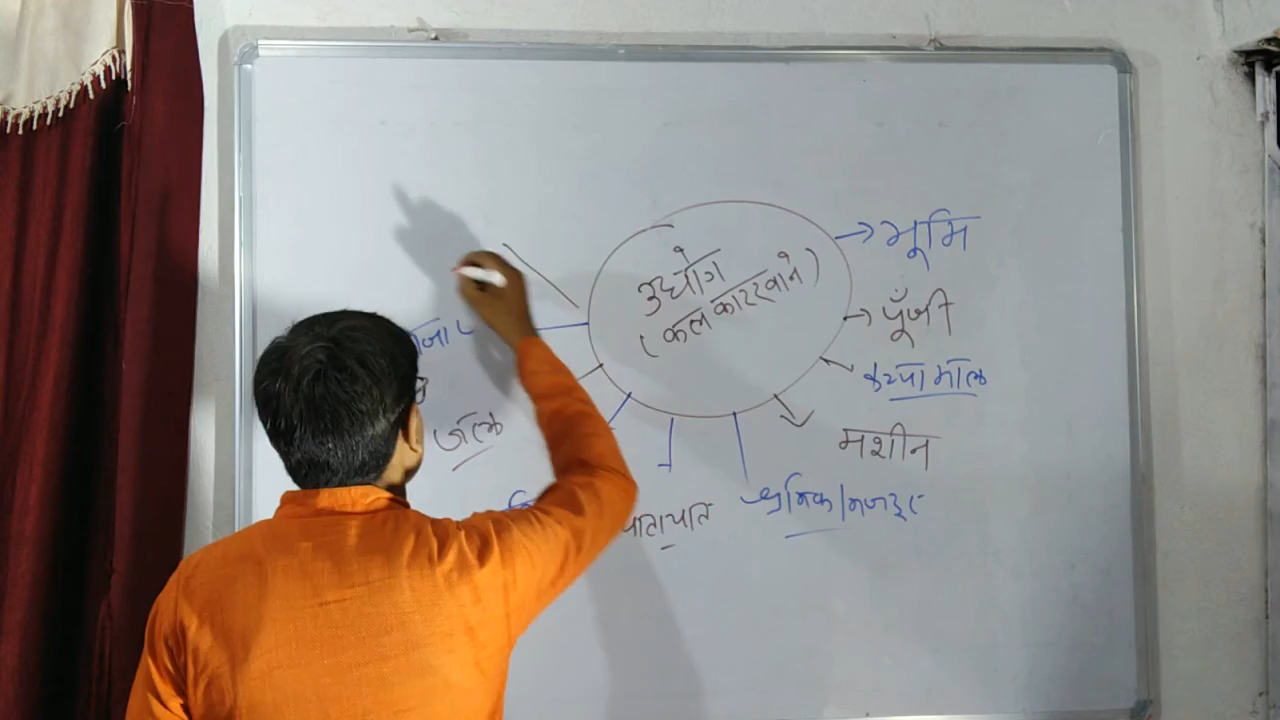 उद्योग
(कल कारखाने)
भूमि
पूँजी
कच्चा माल
मशीन
श्रमिक/मजदूर
यातायात
जल